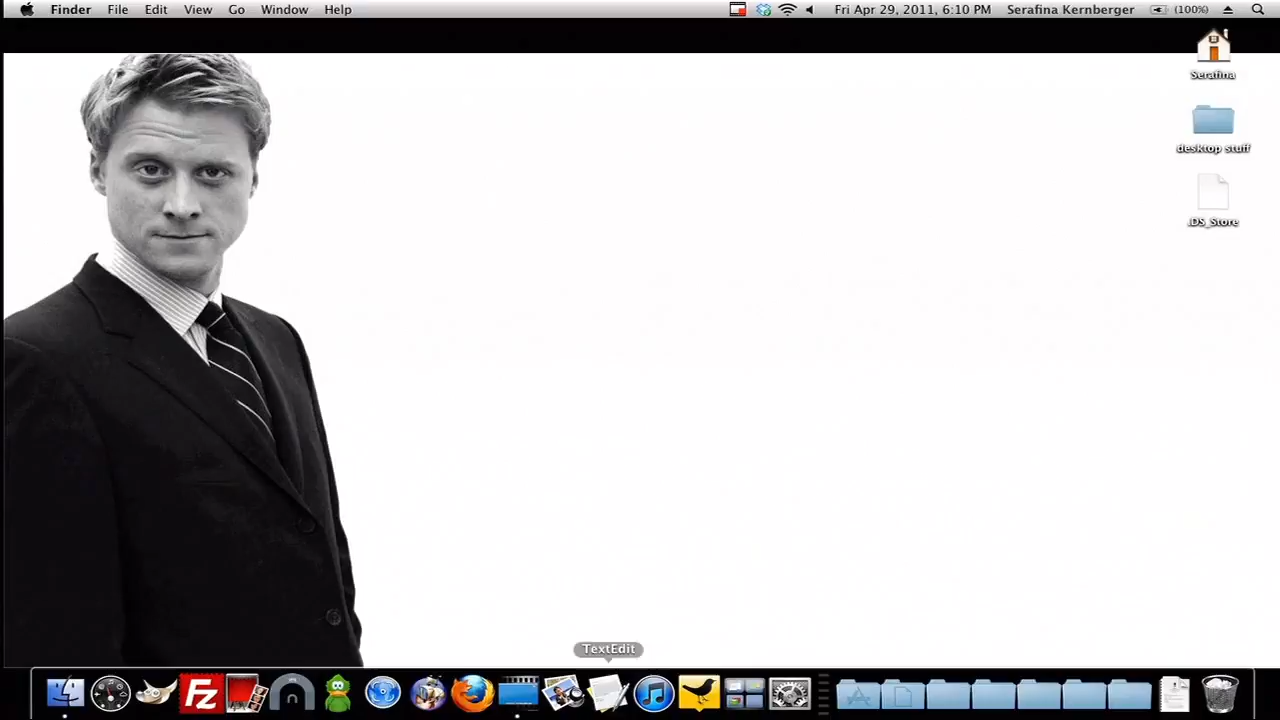 Finder File Edit View Go Window Help Fri Apr 29, 2011, 6:10 PM Serafina Kernberger (100%)
Serafina
desktop stuff
.DS_Store
TextEdit
FZ